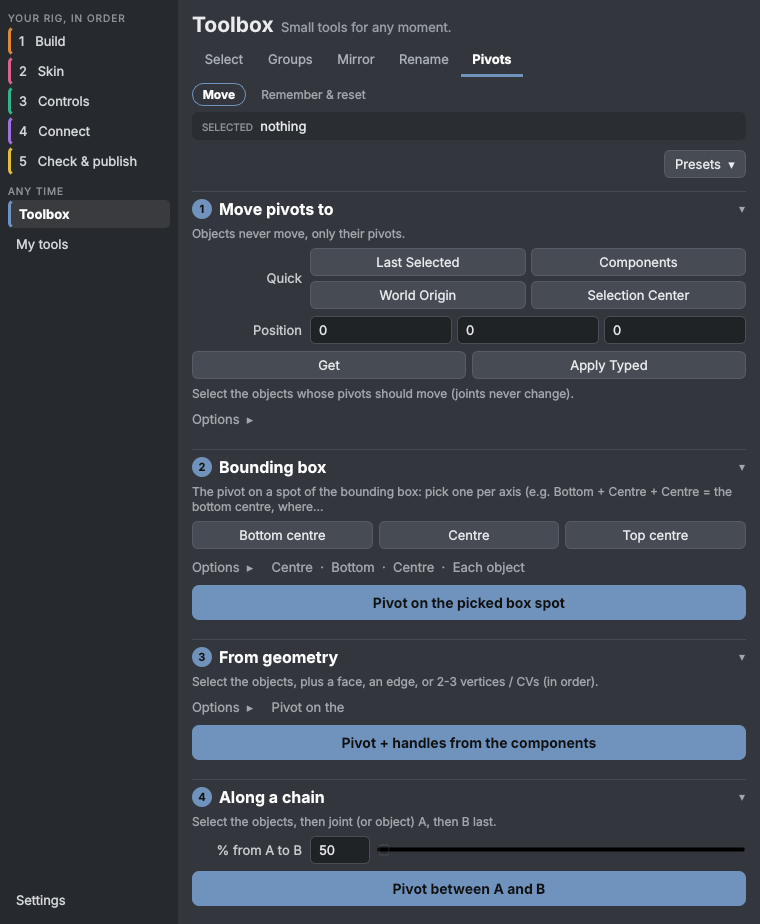 YOUR RIG, IN ORDER
1 Build
2 Skin
3 Controls
4 Connect
5 Check & publish
ANY TIME
Toolbox
My tools
Settings
Toolbox Small tools for any moment.
Select Groups Mirror Rename Pivots
Move Remember & reset
SELECTED nothing
Presets ▾
1 Move pivots to ▾
Objects never move, only their pivots.
Quick
Last Selected Components
World Origin Selection Center
Position 0 0 0
Get Apply Typed
Select the objects whose pivots should move (joints never change).
Options ▸
2 Bounding box ▾
The pivot on a spot of the bounding box: pick one per axis (e.g. Bottom + Centre + Centre = the
bottom centre, where...
Bottom centre Centre Top centre
Options ▸ Centre · Bottom · Centre · Each object
Pivot on the picked box spot
3 From geometry ▾
Select the objects, plus a face, an edge, or 2-3 vertices / CVs (in order).
Options ▸ Pivot on the
Pivot + handles from the components
4 Along a chain ▾
Select the objects, then joint (or object) A, then B last.
% from A to B 50
Pivot between A and B